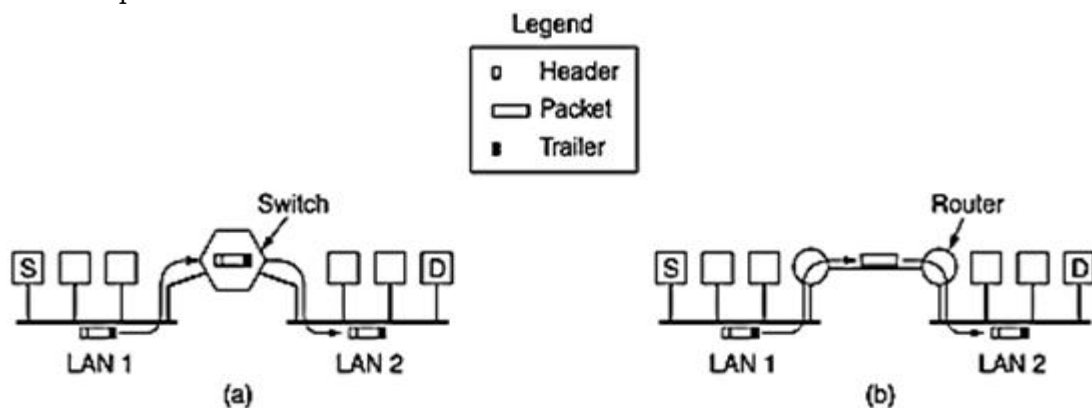 Legend
Header
Packet
Trailer
Switch
S
D
LAN 1
LAN 2
(a)
Router
S
D
LAN 1
LAN 2
(b)